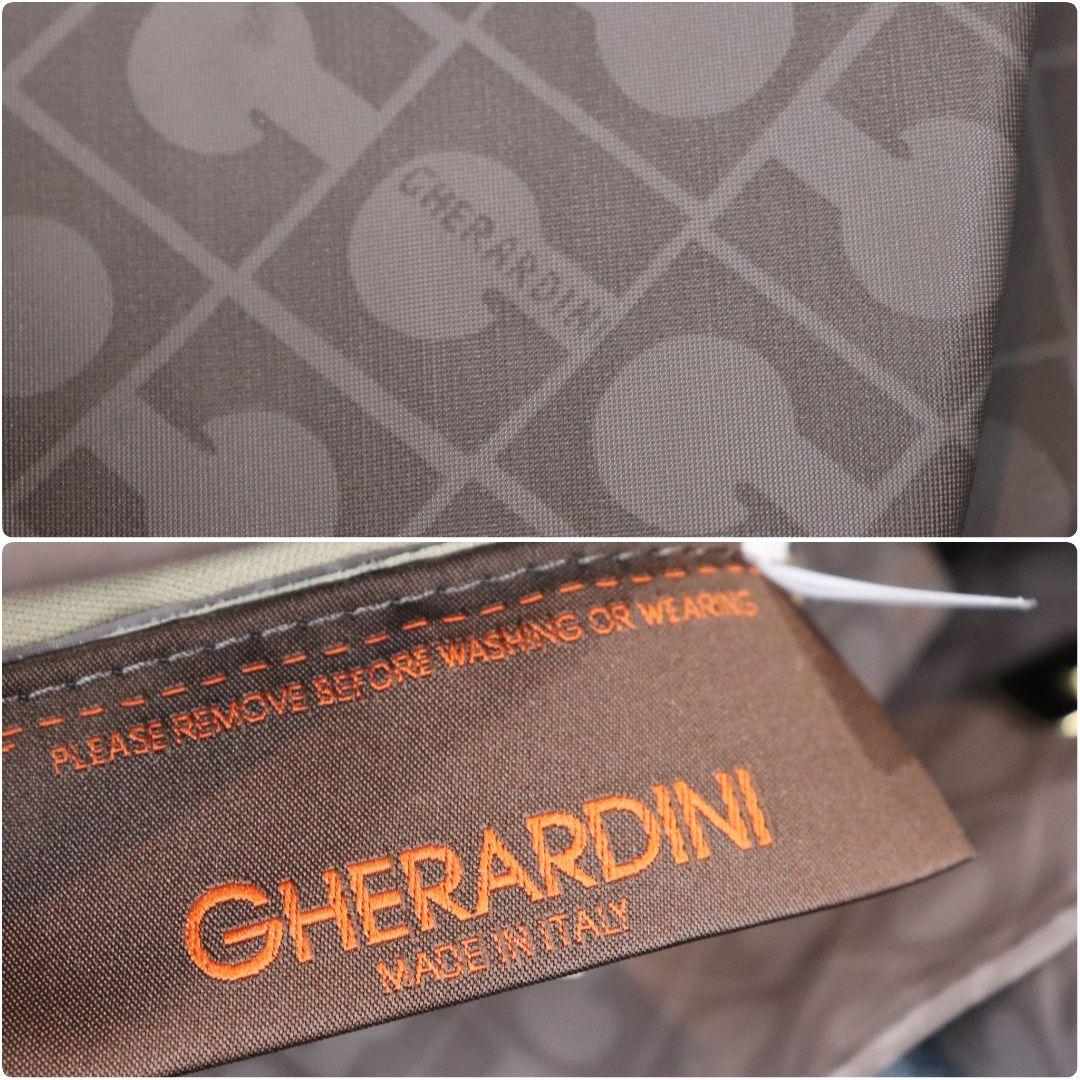 GHERARDINI
PLEASE REMOVE BEFORE WASHING OR WEARING
GHERARDINI
MADE IN ITALY